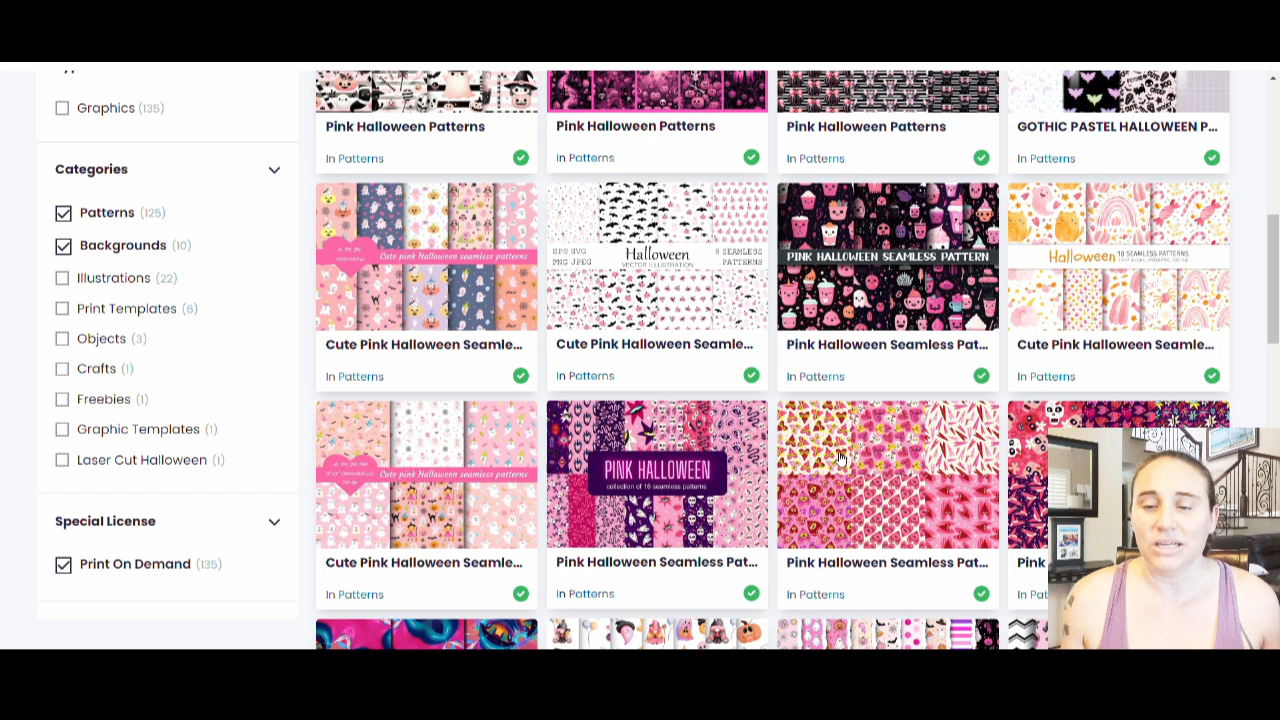 Graphics (135)
Categories
Patterns (125)
Backgrounds (10)
Illustrations (22)
Print Templates (6)
Objects (3)
Crafts (1)
Freebies (1)
Graphic Templates (1)
Laser Cut Halloween (1)
Special License
Print On Demand (135)
Pink Halloween Patterns
In Patterns
Pink Halloween Patterns
In Patterns
Pink Halloween Patterns
In Patterns
GOTHIC PASTEL HALLOWEEN P...
In Patterns
Cute pink Halloween seamless patterns
Cute Pink Halloween Seamle...
In Patterns
EPS SVG
PNG JPEG
Halloween
VECTOR ILLUSTRATION
8 SEAMLESS
PATTERNS
Cute Pink Halloween Seamle...
In Patterns
PINK HALLOWEEN SEAMLESS PATTERN
Pink Halloween Seamless Pat...
In Patterns
Halloween 10 SEAMLESS PATTERNS
Cute Pink Halloween Seamle...
In Patterns
Cute pink Halloween seamless patterns
Cute Pink Halloween Seamle...
In Patterns
PINK HALLOWEEN
collection of 16 seamless patterns
Pink Halloween Seamless Pat...
In Patterns
Pink Halloween Seamless Pat...
In Patterns
Pink
In Pat